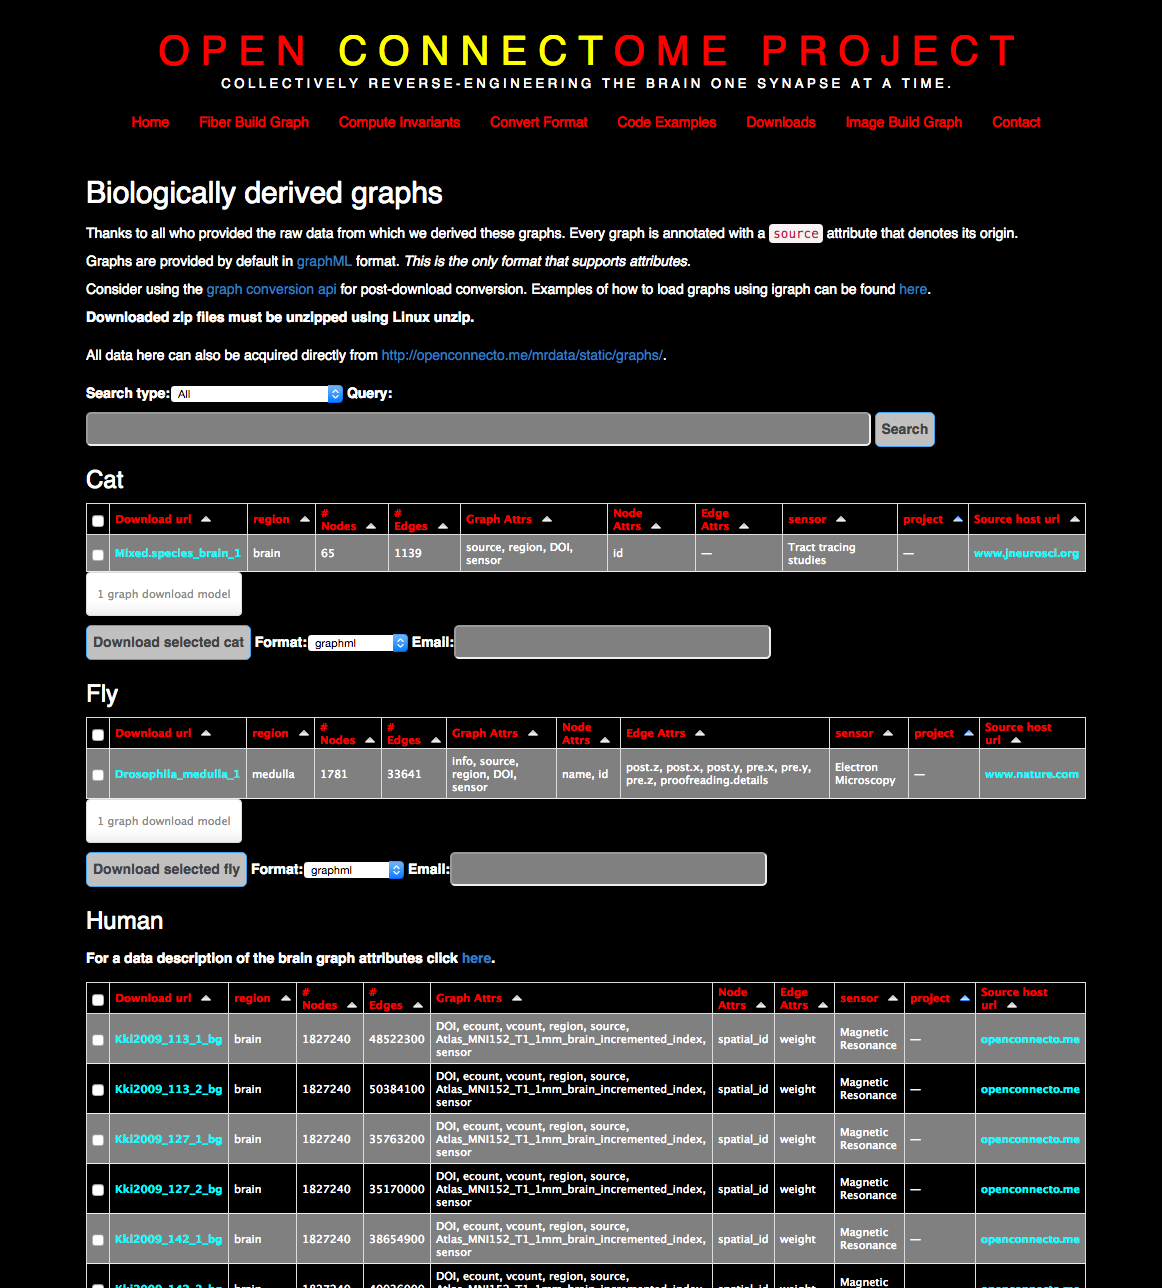 OPEN CONNECTOME PROJECT
COLLECTIVELY REVERSE-ENGINEERING THE BRAIN ONE SYNAPSE AT A TIME.
Home Fiber Build Graph Compute Invariants Convert Format Code Examples Downloads Image Build Graph Contact
Biologically derived graphs
Thanks to all who provided the raw data from which we derived these graphs. Every graph is annotated with a source attribute that denotes its origin.
Graphs are provided by default in graphML format. This is the only format that supports attributes.
Consider using the graph conversion api for post-download conversion. Examples of how to load graphs using igraph can be found here.
Downloaded zip files must be unzipped using Linux unzip.
All data here can also be acquired directly from http://openconnecto.me/mrdata/static/graphs/.
Search type: All Query:
Search
Cat
Download url region # Nodes # Edges Graph Attrs Node Attrs Edge Attrs sensor project Source host url
Mixed.species_brain_1 brain 65 1139 source, region, DOI, sensor id — Tract tracing studies — www.jneurosci.org
1 graph download model
Download selected cat Format: graphml Email:
Fly
Download url region # Nodes # Edges Graph Attrs Node Attrs Edge Attrs sensor project Source host url
Drosophila_medulla_1 medulla 1781 33641 info, source, region, DOI, sensor name, id post.z, post.x, post.y, pre.x, pre.y, pre.z, proofreading.details Electron Microscopy — www.nature.com
1 graph download model
Download selected fly Format: graphml Email:
Human
For a data description of the brain graph attributes click here.
Download url region # Nodes # Edges Graph Attrs Node Attrs Edge Attrs sensor project Source host url
Kki2009_113_1_bg brain 1827240 48522300 DOI, ecount, vcount, region, source, Atlas_MNI152_T1_1mm_brain_incremented_index, sensor spatial_id weight Magnetic Resonance — openconnecto.me
Kki2009_113_2_bg brain 1827240 50384100 DOI, ecount, vcount, region, source, Atlas_MNI152_T1_1mm_brain_incremented_index, sensor spatial_id weight Magnetic Resonance — openconnecto.me
Kki2009_127_1_bg brain 1827240 35763200 DOI, ecount, vcount, region, source, Atlas_MNI152_T1_1mm_brain_incremented_index, sensor spatial_id weight Magnetic Resonance — openconnecto.me
Kki2009_127_2_bg brain 1827240 35170000 DOI, ecount, vcount, region, source, Atlas_MNI152_T1_1mm_brain_incremented_index, sensor spatial_id weight Magnetic Resonance — openconnecto.me
Kki2009_142_1_bg brain 1827240 38654900 DOI, ecount, vcount, region, source, Atlas_MNI152_T1_1mm_brain_incremented_index, sensor spatial_id weight Magnetic Resonance — openconnecto.me
DOI, ecount, vcount, region, source, Magnetic